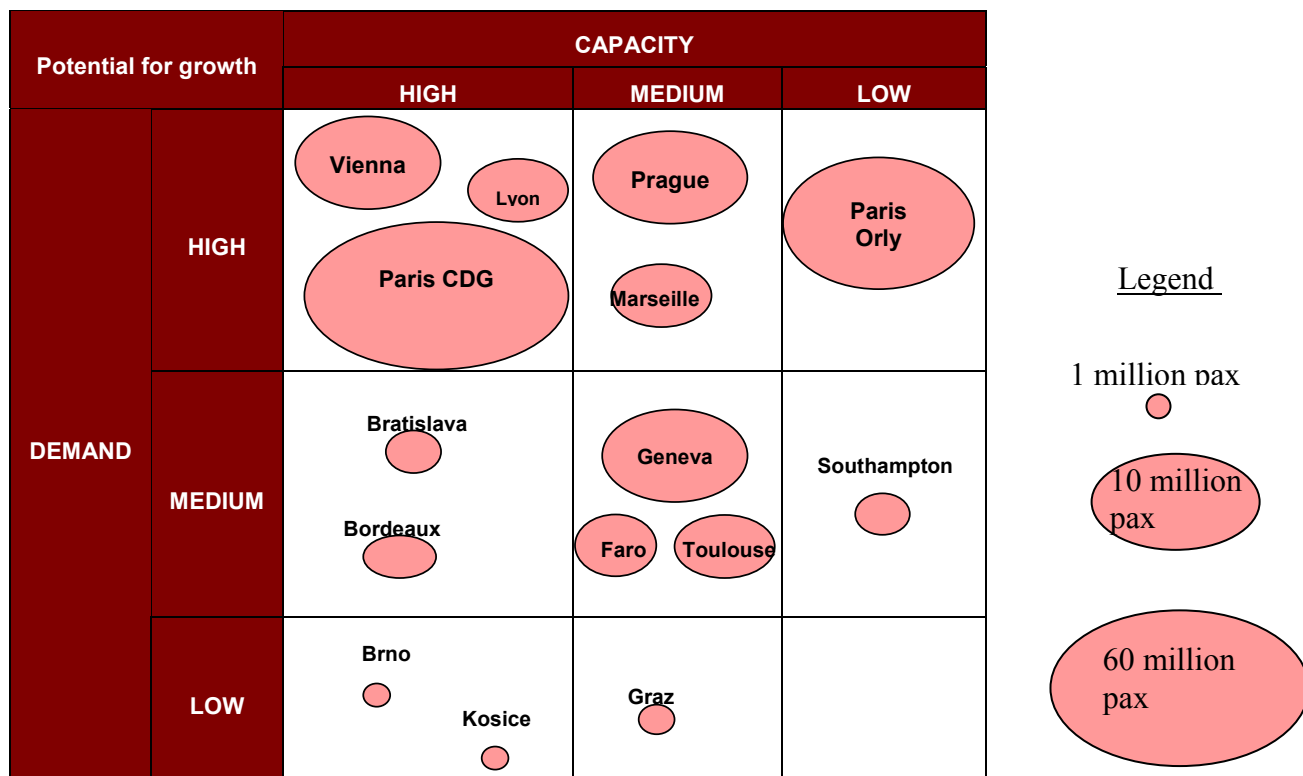 Potential for growth
CAPACITY
HIGH
MEDIUM
LOW
DEMAND
HIGH
Vienna
Lyon
Paris CDG
Prague
Marseille
Paris
Orly
MEDIUM
Bratislava
Bordeaux
Geneva
Faro
Toulouse
Southampton
LOW
Brno
Kosice
Graz
Legend
1 million pax
10 million
pax
60 million
pax